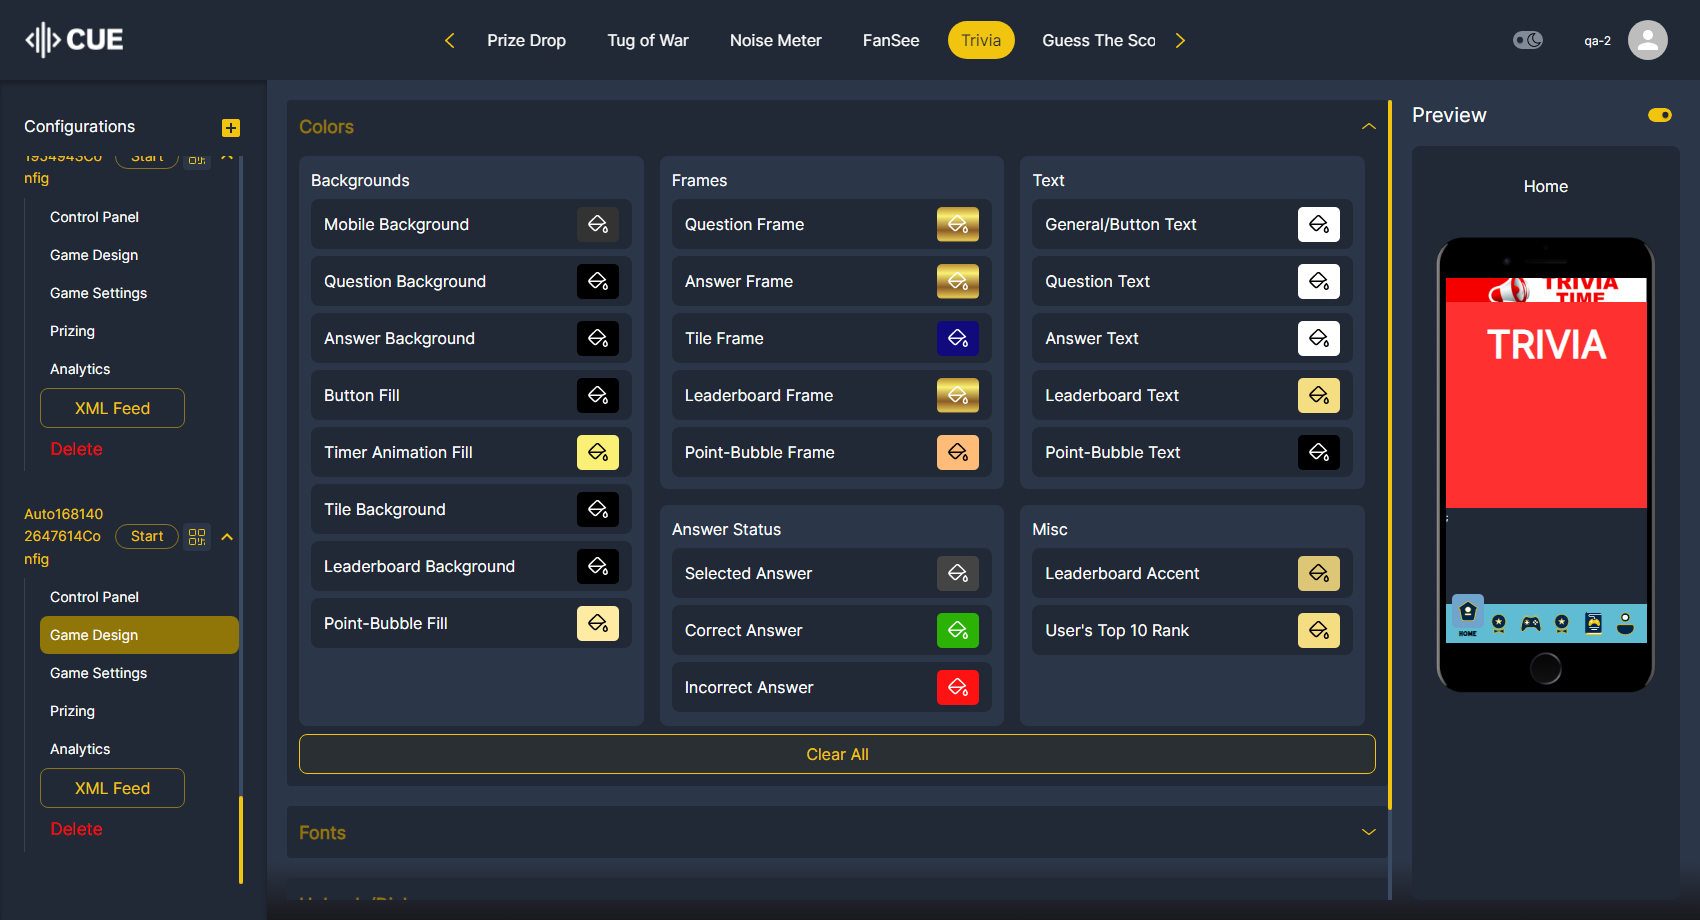 CUE
Prize Drop
Tug of War
Noise Meter
FanSee
Trivia
Guess The Sco
qa-2
Configurations
1954943Co
nfig
Start
Control Panel
Game Design
Game Settings
Prizing
Analytics
XML Feed
Delete
Auto168140
2647614Co
nfig
Start
Control Panel
Game Design
Game Settings
Prizing
Analytics
XML Feed
Delete
Colors
Backgrounds
Mobile Background
Question Background
Answer Background
Button Fill
Timer Animation Fill
Tile Background
Leaderboard Background
Point-Bubble Fill
Frames
Question Frame
Answer Frame
Tile Frame
Leaderboard Frame
Point-Bubble Frame
Text
General/Button Text
Question Text
Answer Text
Leaderboard Text
Point-Bubble Text
Answer Status
Selected Answer
Correct Answer
Incorrect Answer
Misc
Leaderboard Accent
User's Top 10 Rank
Clear All
Fonts
Preview
Home
TRIVIA
TIME
TRIVIA
;
HOME